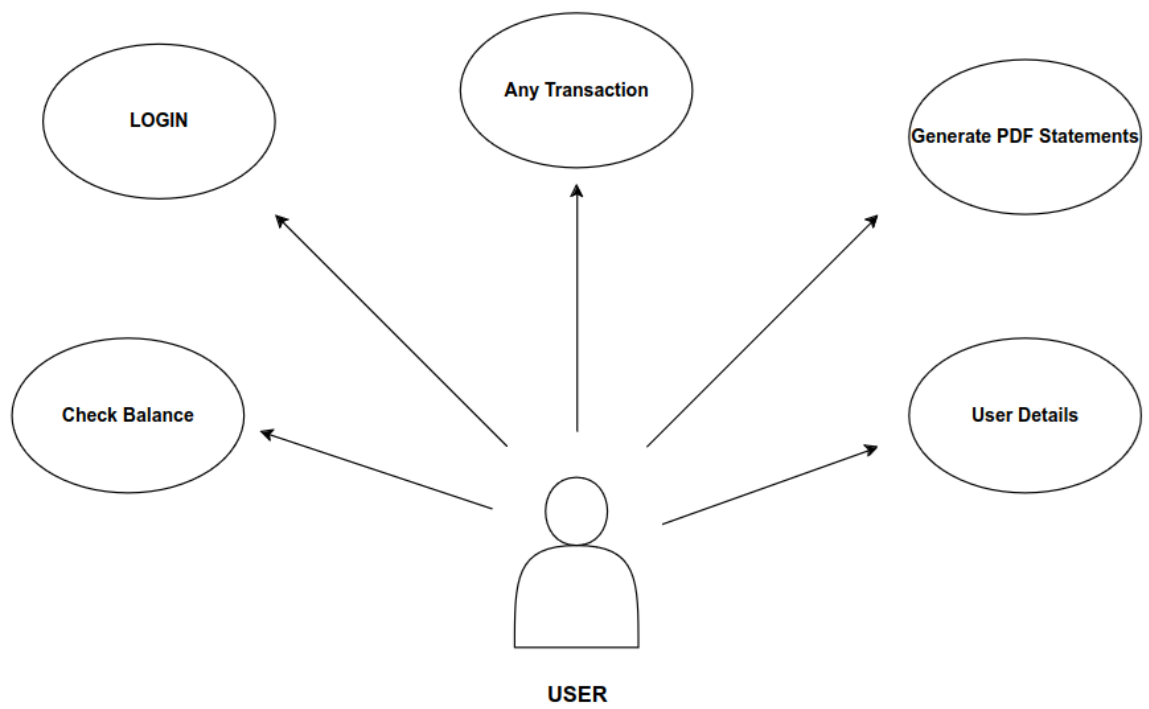 LOGIN
Any Transaction
Generate PDF Statements
Check Balance
User Details
USER